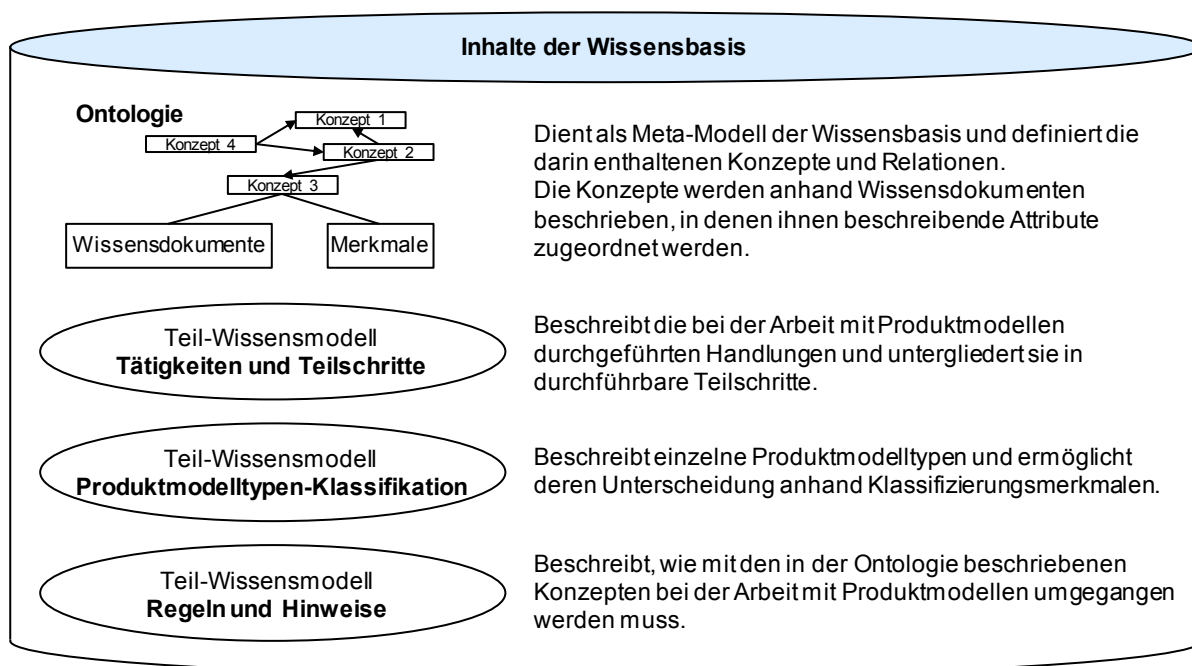 Inhalte der Wissensbasis
Ontologie
Konzept 1
Konzept 4
Konzept 2
Konzept 3
Wissensdokumente
Merkmale
Dient als Meta-Modell der Wissensbasis und definiert die
darin enthaltenen Konzepte und Relationen.
Die Konzepte werden anhand Wissensdokumenten
beschrieben, in denen ihnen beschreibende Attribute
zugeordnet werden.
Teil-Wissensmodell
Tätigkeiten und Teilschritte
Beschreibt die bei der Arbeit mit Produktmodellen
durchgeführten Handlungen und untergliedert sie in
durchführbare Teilschritte.
Teil-Wissensmodell
Produktmodelltypen-Klassifikation
Beschreibt einzelne Produktmodelltypen und ermöglicht
deren Unterscheidung anhand Klassifizierungsmerkmalen.
Teil-Wissensmodell
Regeln und Hinweise
Beschreibt, wie mit den in der Ontologie beschriebenen
Konzepten bei der Arbeit mit Produktmodellen umgegangen
werden muss.